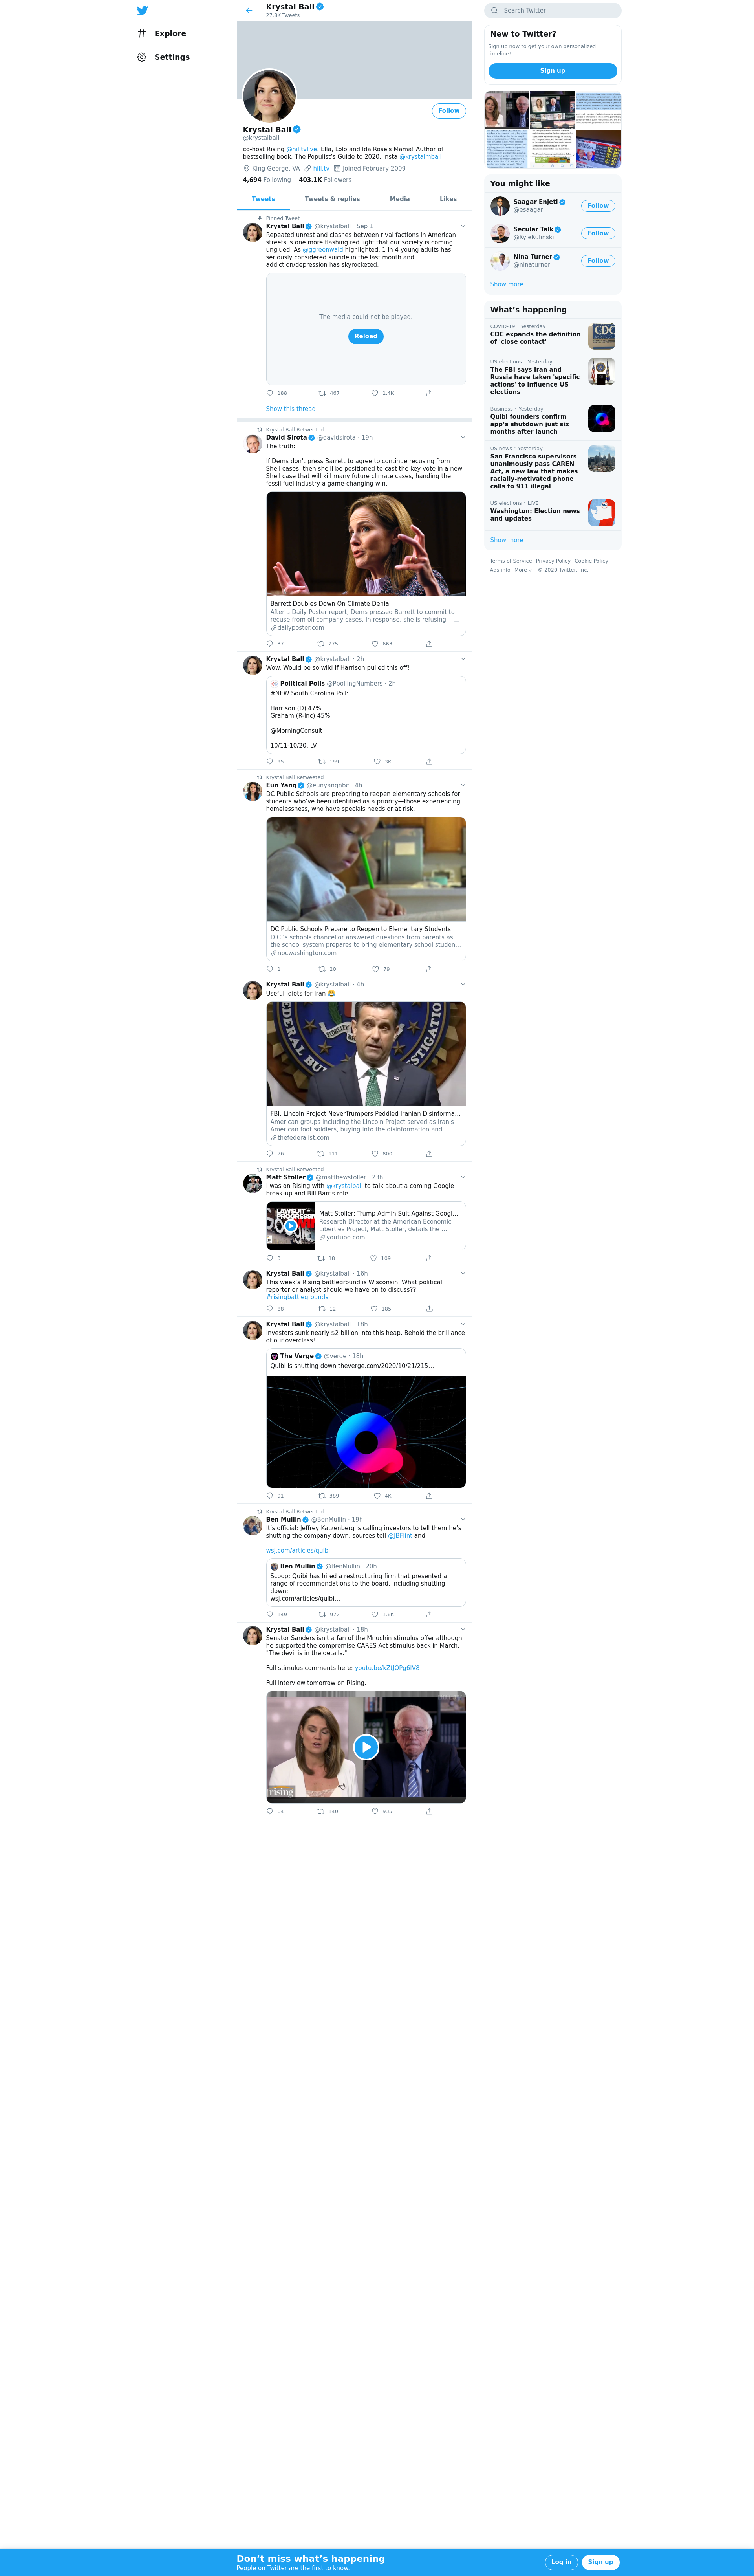 Explore
Settings
Krystal Ball
27.9K Tweets
Follow
Krystal Ball
@krystalball
co-host Rising @hilltvlive. Ella, Lolo and Ida Rose's Mama! Author of
bestselling book: The Populist's Guide to 2020. insta @krystalmball
King George, VA hill.tv Joined February 2009
4,694 Following 403.1K Followers
Tweets Tweets & replies Media Likes
Pinned Tweet
Krystal Ball @krystalball · Sep 1
Repeated unrest and clashes between rival factions in American
streets is one more flashing red light that our society is coming
unglued. As @ggreenwald highlighted, 1 in 4 young adults has
seriously considered suicide in the last month and
addiction/depression has skyrocketed.
The media could not be played.
Reload
188 467 1.4K
Show this thread
Krystal Ball Retweeted
David Sirota @davidsirota · 19h
The truth:
If Dems don't press Barrett to agree to continue recusing from
Shell cases, then she'll be positioned to cast the key vote in a new
Shell case that will kill many future climate cases, handing the
fossil fuel industry a game-changing win.
Barrett Doubles Down On Climate Denial
After a Daily Poster report, Dems pressed Barrett to commit to
recuse from oil company cases. In response, she is refusing —...
dailyposter.com
37 275 663
Krystal Ball @krystalball · 2h
Wow. Would be so wild if Harrison pulled this off!
Political Polls @PpollingNumbers · 2h
#NEW South Carolina Poll:
Harrison (D) 47%
Graham (R-Inc) 45%
@MorningConsult
10/11-10/20, LV
95 199 3K
Krystal Ball Retweeted
Eun Yang @eunyangnbc · 4h
DC Public Schools are preparing to reopen elementary schools for
students who've been identified as a priority—those experiencing
homelessness, who have specials needs or at risk.
DC Public Schools Prepare to Reopen to Elementary Students
D.C.'s schools chancellor answered questions from parents as
the school system prepares to bring elementary school studen...
nbcwashington.com
1 20 79
Krystal Ball @krystalball · 4h
Useful idiots for Iran 😂
FBI: Lincoln Project NeverTrumpers Peddled Iranian Disinforma...
American groups including the Lincoln Project served as Iran's
American foot soldiers, buying into the disinformation and ...
thefederalist.com
76 111 800
Krystal Ball Retweeted
Matt Stoller @matthewstoller · 23h
I was on Rising with @krystalball to talk about a coming Google
break-up and Bill Barr's role.
Matt Stoller: Trump Admin Suit Against Googl...
Research Director at the American Economic
Liberties Project, Matt Stoller, details the ...
youtube.com
3 18 109
Krystal Ball @krystalball · 16h
This week's Rising battleground is Wisconsin. What political
reporter or analyst should we have on to discuss??
#risingbattlegrounds
88 12 185
Krystal Ball @krystalball · 18h
Investors sunk nearly $2 billion into this heap. Behold the brilliance
of our overclass!
The Verge @verge · 18h
Quibi is shutting down theverge.com/2020/10/21/215...
91 389 4K
Krystal Ball Retweeted
Ben Mullin @BenMullin · 19h
It's official: Jeffrey Katzenberg is calling investors to tell them he's
shutting the company down, sources tell @JBFlint and I:
wsj.com/articles/quibi...
Ben Mullin @BenMullin · 20h
Scoop: Quibi has hired a restructuring firm that presented a
range of recommendations to the board, including shutting
down:
wsj.com/articles/quibi...
149 972 1.6K
Krystal Ball @krystalball · 18h
Senator Sanders isn't a fan of the Mnuchin stimulus offer although
he supported the compromise CARES Act stimulus back in March.
"The devil is in the details."
Full stimulus comments here: youtu.be/kZtJOPg6IV8
Full interview tomorrow on Rising.
rising
64 140 935
Search Twitter
New to Twitter?
Sign up now to get your own personalized
timeline!
Sign up
You might like
Saagar Enjeti
@esaagar
Follow
Secular Talk
@KyleKulinski
Follow
Nina Turner
@ninaturner
Follow
Show more
What's happening
COVID-19 · Yesterday
CDC expands the definition
of 'close contact'
US elections · Yesterday
The FBI says Iran and
Russia have taken 'specific
actions' to influence US
elections
Business · Yesterday
Quibi founders confirm
app's shutdown just six
months after launch
US news · Yesterday
San Francisco supervisors
unanimously pass CAREN
Act, a new law that makes
racially-motivated phone
calls to 911 illegal
US elections · LIVE
Washington: Election news
and updates
Show more
Terms of Service Privacy Policy Cookie Policy
Ads info More © 2020 Twitter, Inc.
Don't miss what's happening
People on Twitter are the first to know.
Log in
Sign up